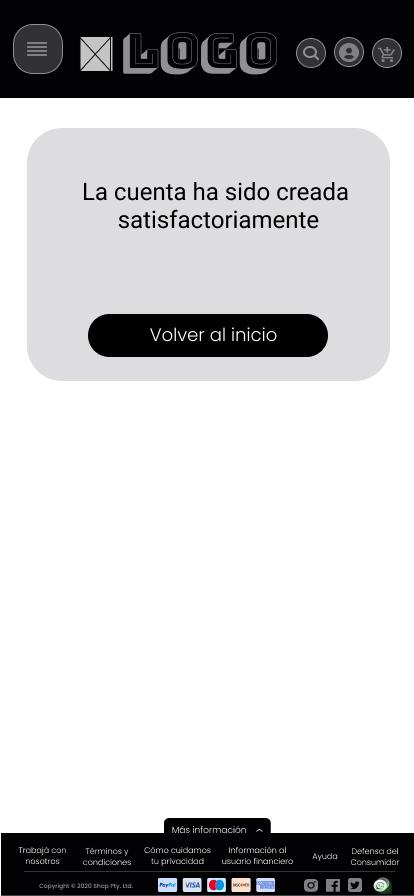 LOGO
La cuenta ha sido creada
satisfactoriamente
Volver al inicio
Más información
Trabajá con
nosotros
Términos y
condiciones
Cómo cuidamos
tu privacidad
Información al
usuario financiero
Ayuda
Defensa del
Consumidor
Copyright © 2020 Shop Pty. Ltd.
PayPal
VISA
DISCOVER